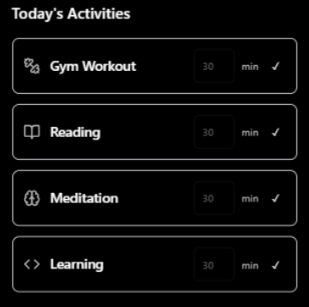 Today's Activities
Gym Workout 30 min ✓
Reading 30 min ✓
Meditation 30 min ✓
Learning 30 min ✓